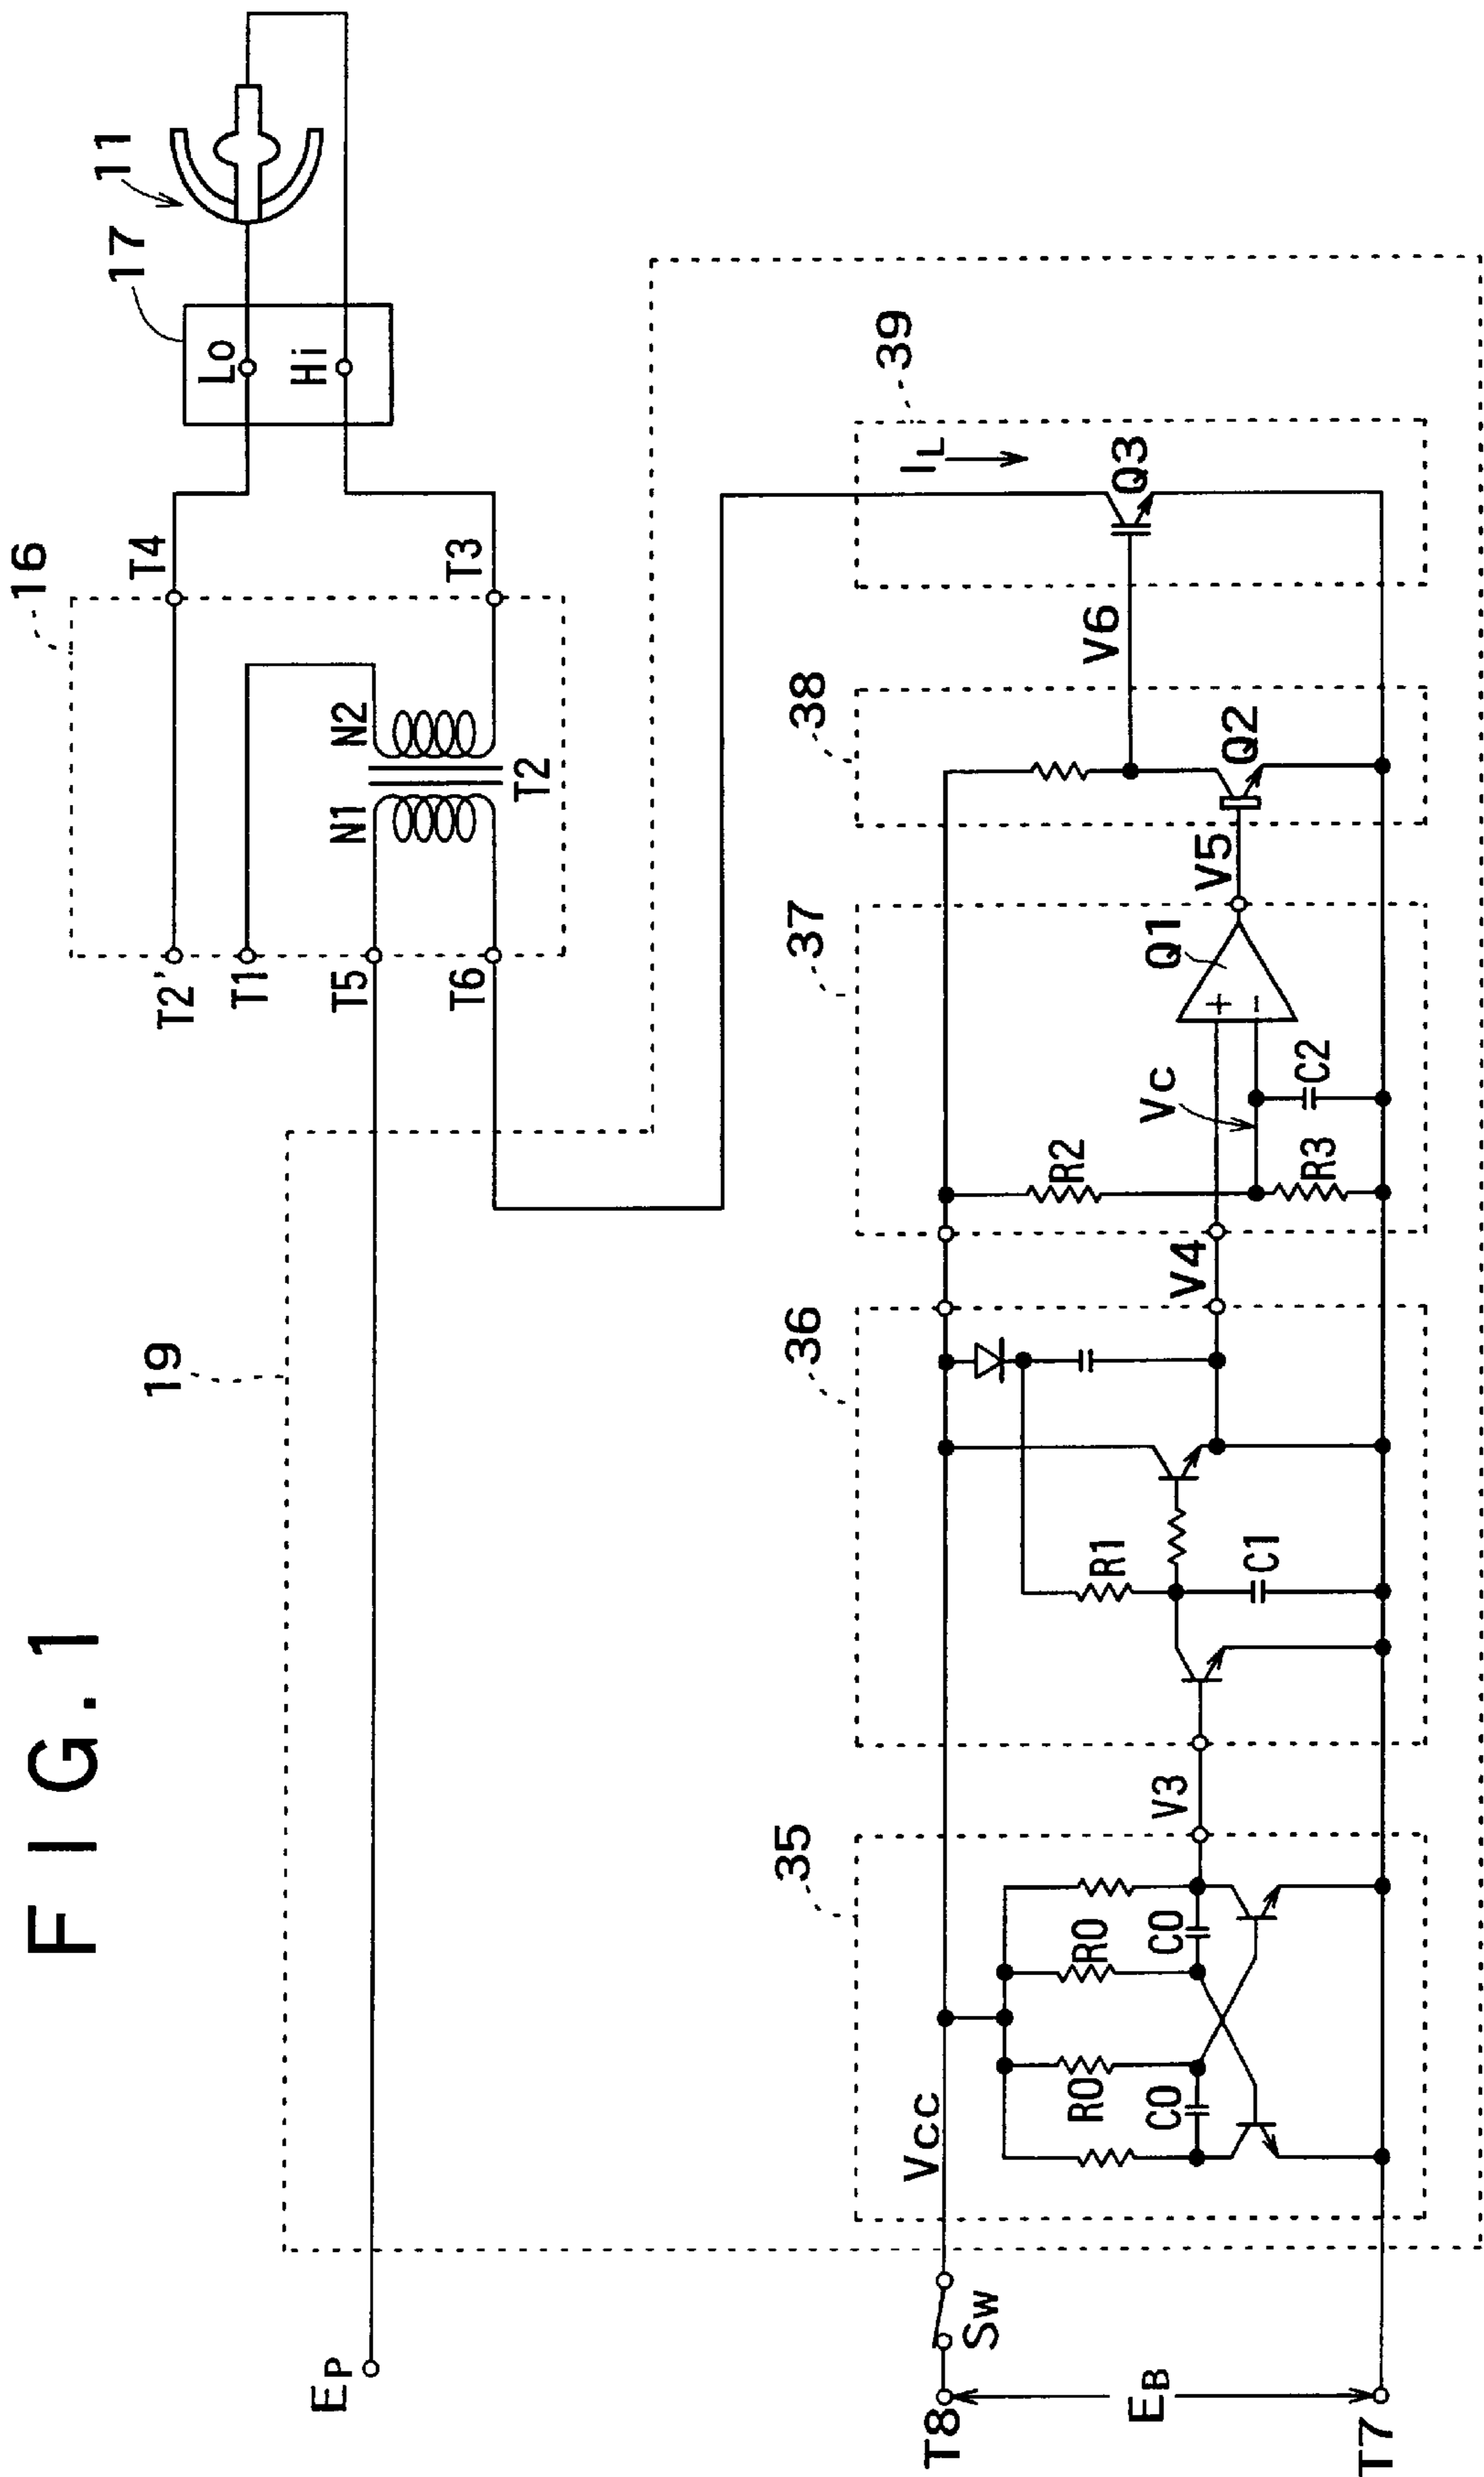 FIG.1
16
11
17
T4
Lo
Hi
T3
T2'
T1
T5
T6
N1
N2
T2
19
EP
39
IL
Q3
V6
38
Q2
V5
37
Q1
+
−
VC
C2
R2
R3
V4
36
R1
C1
V3
35
R0
C0
R0
C0
VCC
SW
T8
EB
T7